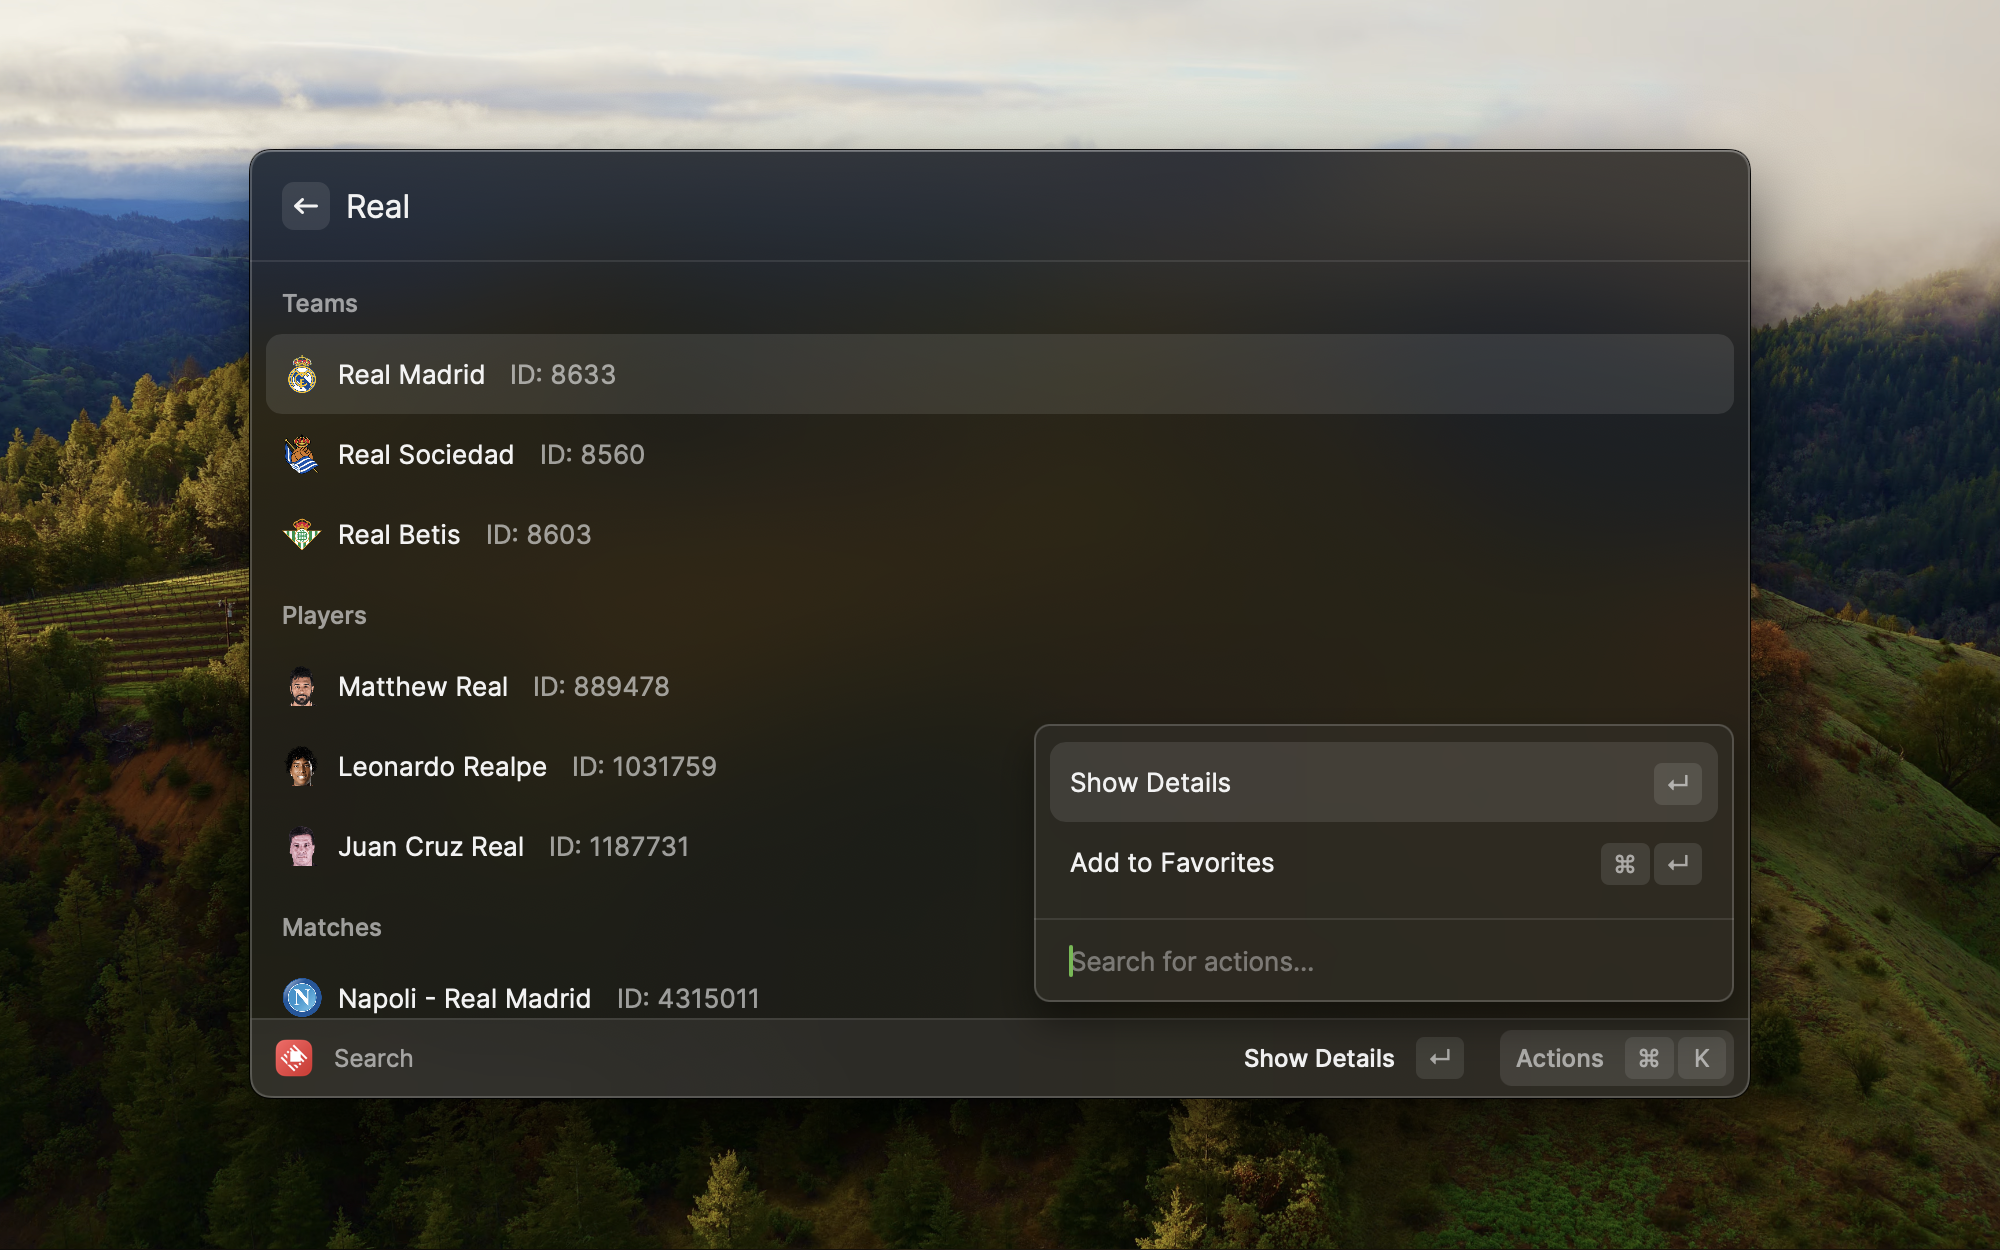 Real
Teams
Real Madrid ID: 8633
Real Sociedad ID: 8560
Real Betis ID: 8603
Players
Matthew Real ID: 889478
Leonardo Realpe ID: 1031759
Juan Cruz Real ID: 1187731
Matches
N Napoli - Real Madrid ID: 4315011
Show Details ↵
Add to Favorites ⌘ ↵
Search for actions...
Search
Show Details ↵
Actions ⌘ K